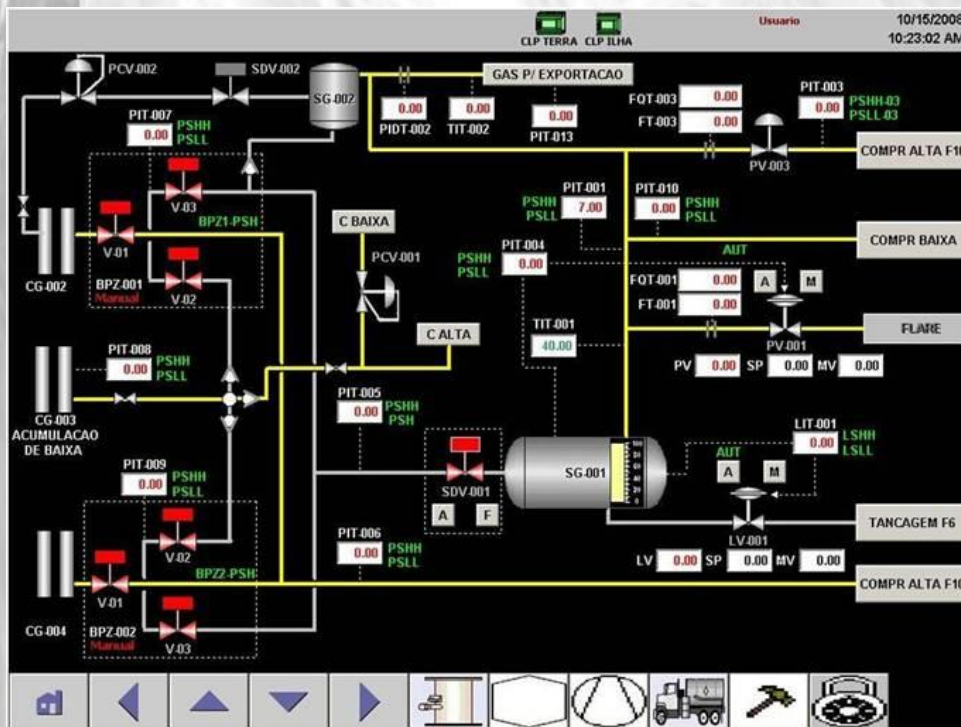 Usuario
10/15/2008
10:23:02 AM
CLP TERRA
CLP ILHA
PCV-002
SDV-002
SG-002
GAS P/ EXPORTACAO
0.00
PIDT-002
0.00
TIT-002
0.00
PIT-013
FQT-003
0.00
FT-003
0.00
PIT-003
0.00
PSHH-03
PSLL-03
PV-003
COMPR ALTA F10
PIT-007
0.00
PSHH
PSLL
V-03
BPZ1-PSH
V-01
V-02
BPZ-001
Manual
CG-002
C BAIXA
PCV-001
C ALTA
PIT-001
PSHH
PSLL
7.00
PIT-010
0.00
PSHH
PSLL
COMPR BAIXA
PIT-004
PSHH
PSLL
0.00
AUT
A
M
FQT-001
0.00
FT-001
0.00
PV-001
FLARE
TIT-001
40.00
PV
0.00
SP
0.00
MV
0.00
PIT-008
0.00
PSHH
PSLL
CG-003
ACUMULACAO
DE BAIXA
PIT-005
0.00
PSHH
PSH
SDV-001
A
F
SG-001
100
80
60
40
20
0
LIT-001
0.00
LSHH
LSLL
AUT
A
M
LV-001
TANCAGEM F6
LV
0.00
SP
0.00
MV
0.00
PIT-009
0.00
PSHH
PSLL
V-02
BPZ2-PSH
V-01
CG-004
BPZ-002
Manual
V-03
PIT-006
0.00
PSHH
PSLL
COMPR ALTA F10